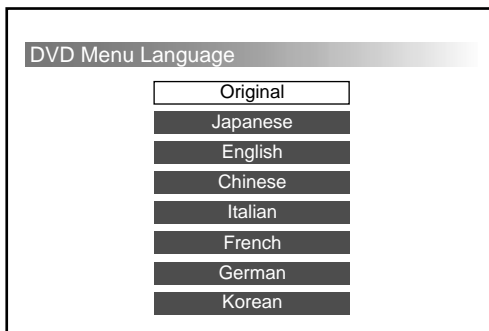 DVD Menu Language
Original
Japanese
English
Chinese
Italian
French
German
Korean